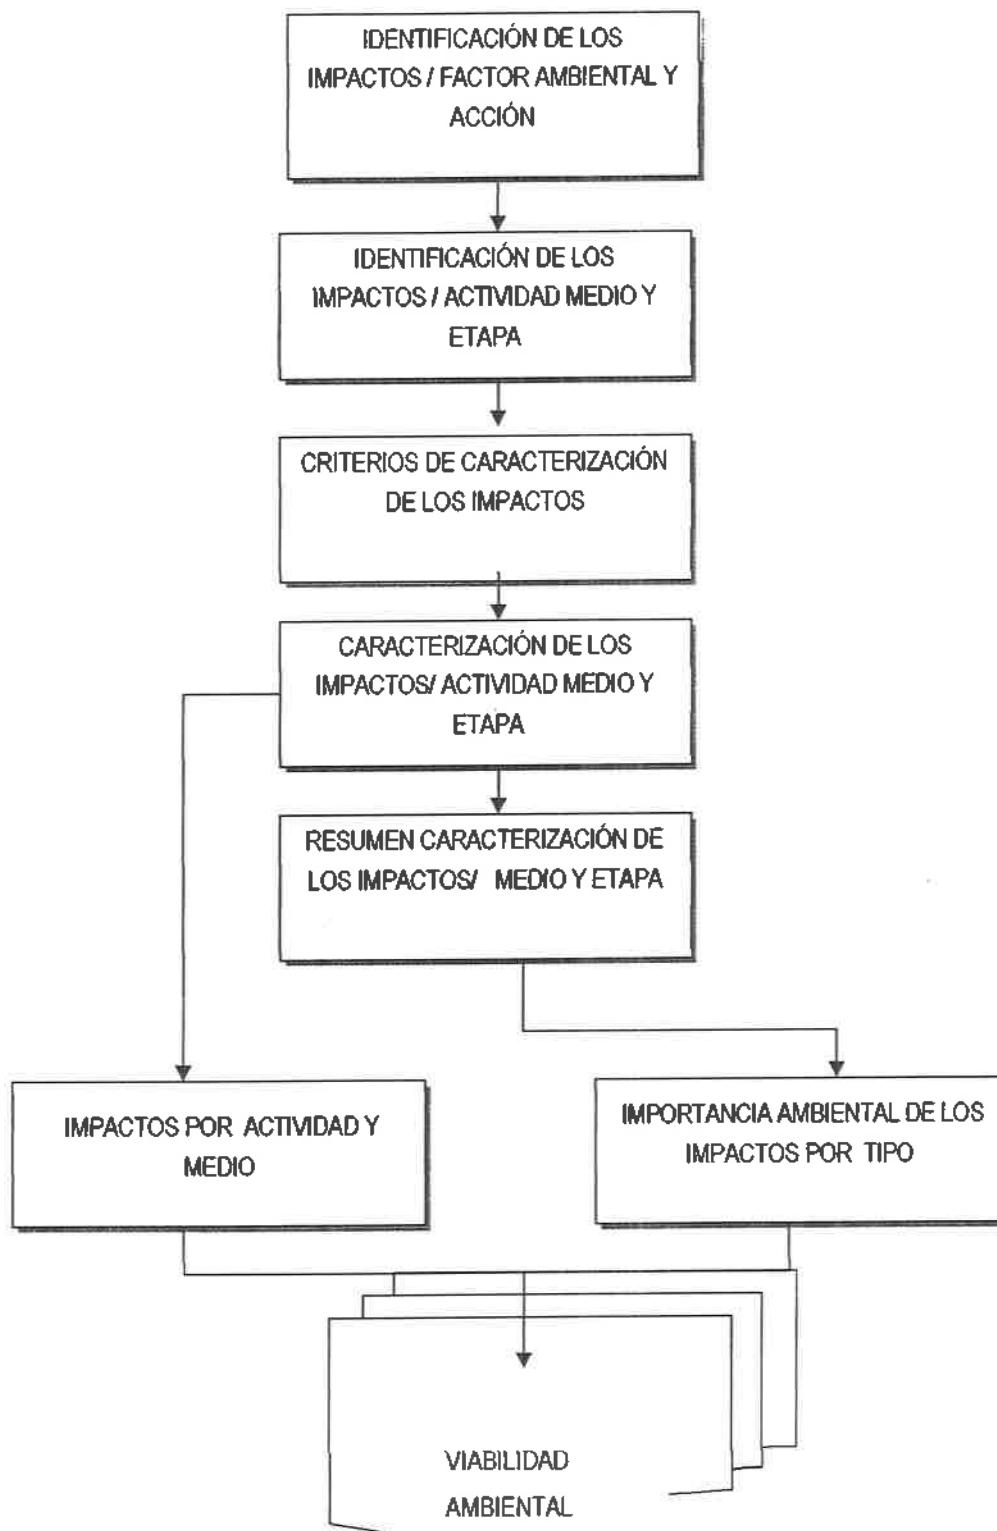 IDENTIFICACIÓN DE LOS
IMPACTOS / FACTOR AMBIENTAL Y
ACCIÓN
IDENTIFICACIÓN DE LOS
IMPACTOS / ACTIVIDAD MEDIO Y
ETAPA
CRITERIOS DE CARACTERIZACIÓN
DE LOS IMPACTOS
CARACTERIZACIÓN DE LOS
IMPACTOS/ ACTIVIDAD MEDIO Y
ETAPA
RESUMEN CARACTERIZACIÓN DE
LOS IMPACTOS/ MEDIO Y ETAPA
IMPACTOS POR ACTIVIDAD Y
MEDIO
IMPORTANCIA AMBIENTAL DE LOS
IMPACTOS POR TIPO
VIABILIDAD
AMBIENTAL